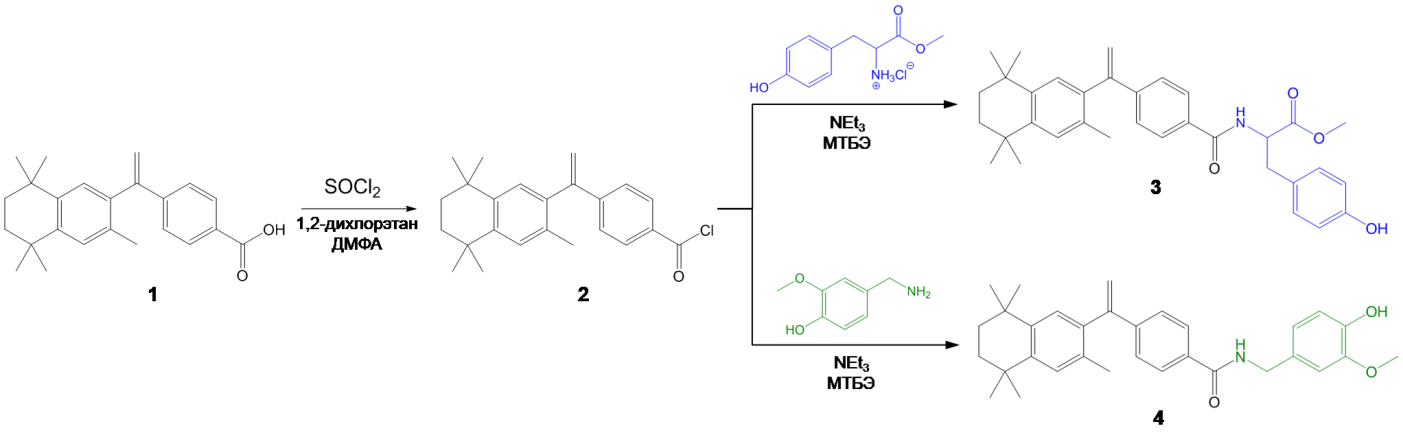 O
O
HO
NH₃Cl⊖
⊕
NEt₃
МТБЭ
O
H
N
O
O
O
3
OH
SOCl₂
1,2-дихлорэтан
ДМФА
OH
O
1
Cl
O
2
O
HO
NH₂
NEt₃
МТБЭ
H
N
O
OH
O
4